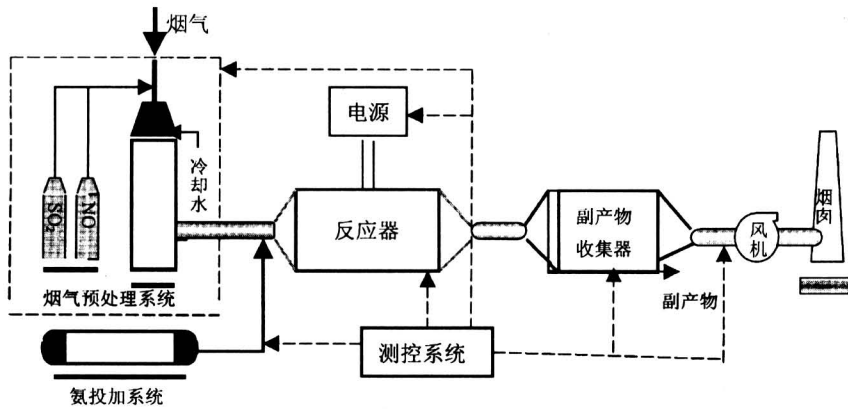 烟气
电源
冷却水
SO₂
NO
反应器
副产物
收集器
风机
烟囱
烟气预处理系统
副产物
测控系统
氨投加系统